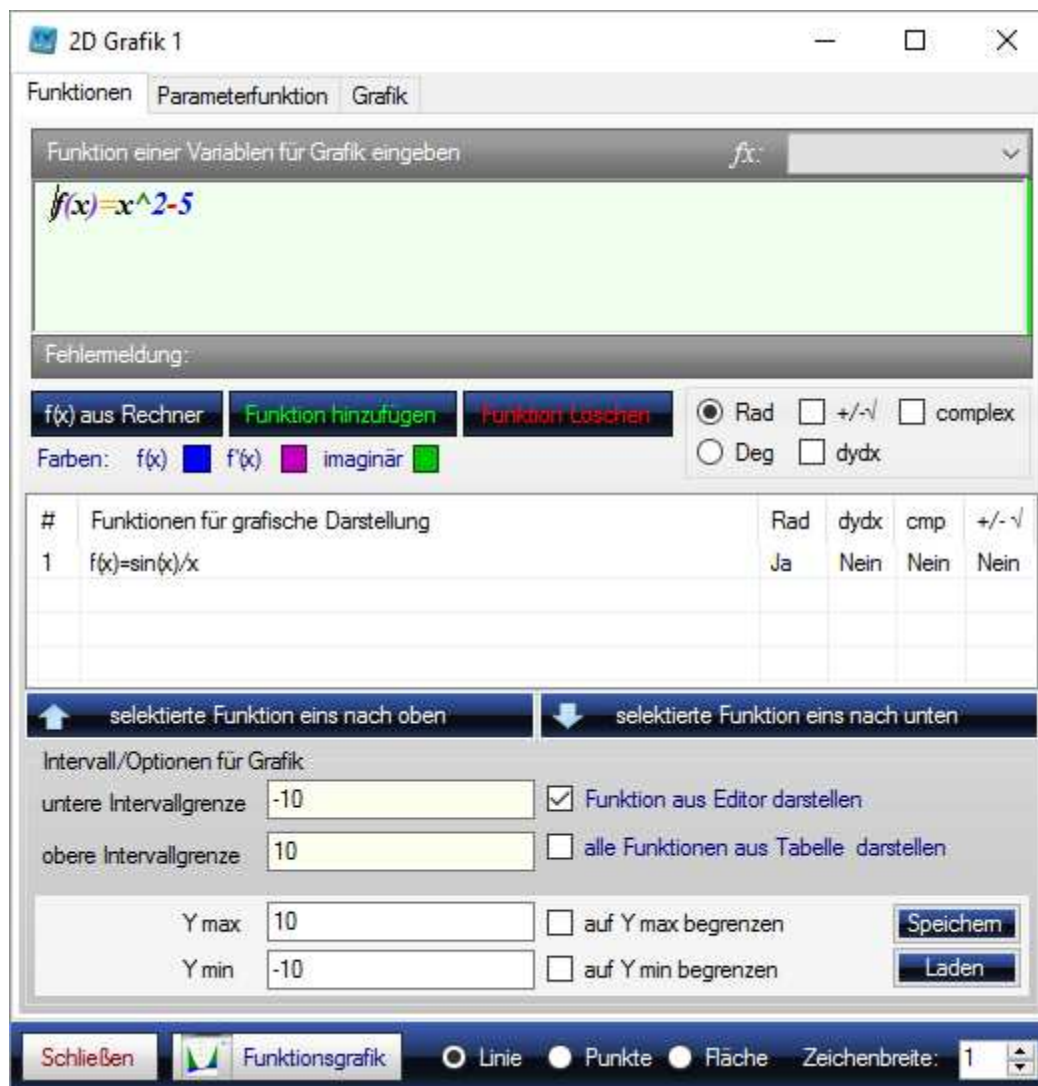 2D Grafik 1
Funktionen Parameterfunktion Grafik
Funktion einer Variablen für Grafik eingeben fx:
f(x)=x^2-5
Fehlermeldung:
f(x) aus Rechner Funktion hinzufügen Funktion Löschen Rad +/-√ complex
Farben: f(x) f'(x) imaginär Deg dydx
# Funktionen für grafische Darstellung Rad dydx cmp +/-√
1 f(x)=sin(x)/x Ja Nein Nein Nein
selektierte Funktion eins nach oben selektierte Funktion eins nach unten
Intervall/Optionen für Grafik
untere Intervallgrenze -10 Funktion aus Editor darstellen
obere Intervallgrenze 10 alle Funktionen aus Tabelle darstellen
Y max 10 auf Y max begrenzen Speichern
Y min -10 auf Y min begrenzen Laden
Schließen Funktionsgrafik Linie Punkte Fläche Zeichenbreite: 1